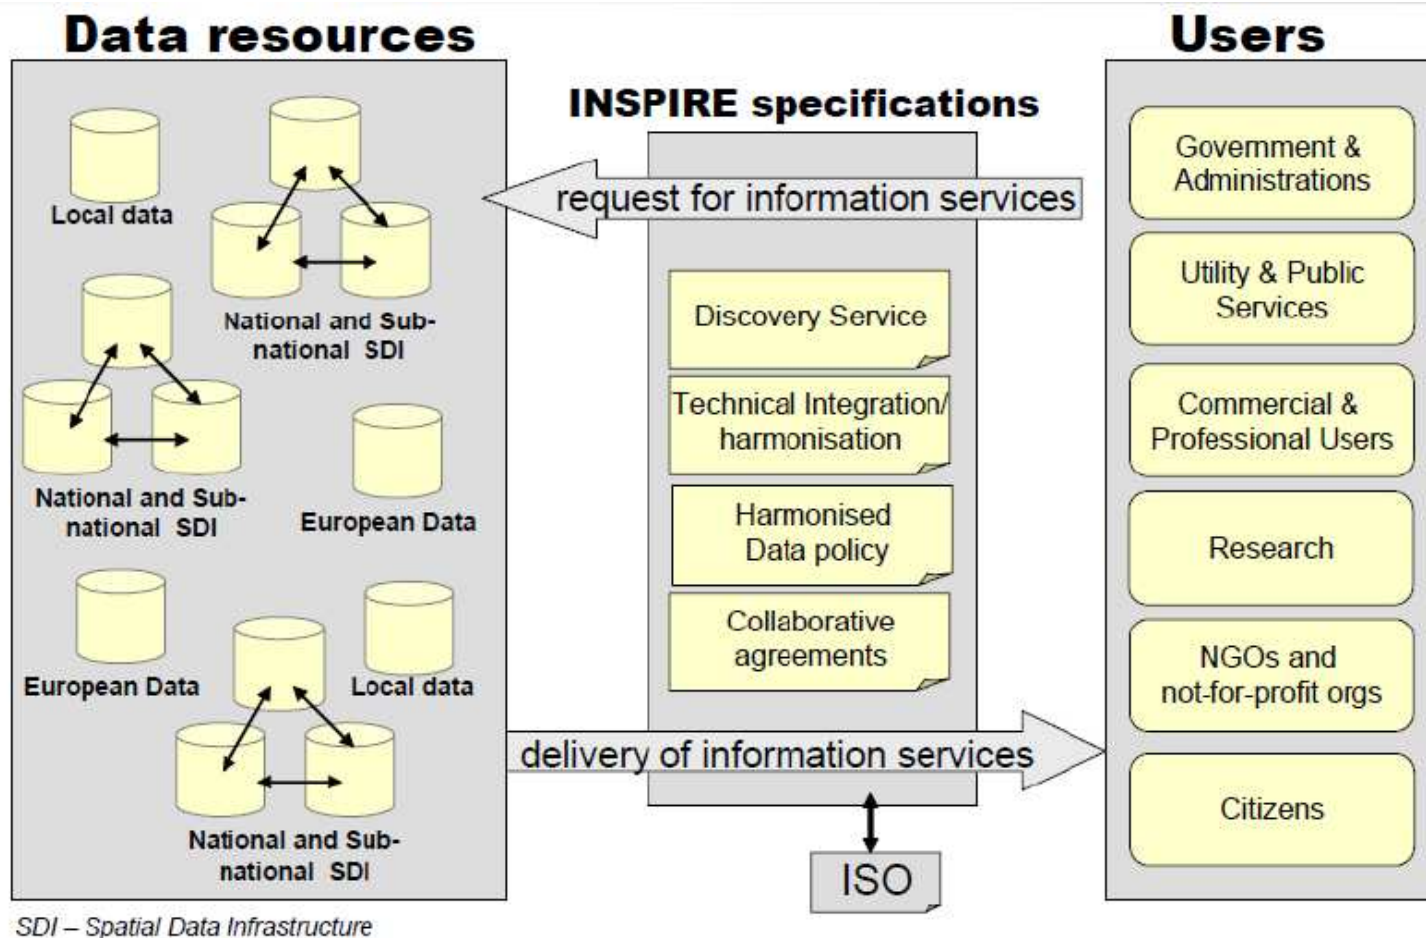 Data resources
Users
INSPIRE specifications
Local data
National and Sub-
national SDI
National and Sub-
national SDI
European Data
European Data
Local data
National and Sub-
national SDI
request for information services
Discovery Service
Technical Integration/
harmonisation
Harmonised
Data policy
Collaborative
agreements
delivery of information services
ISO
Government &
Administrations
Utility & Public
Services
Commercial &
Professional Users
Research
NGOs and
not-for-profit orgs
Citizens
SDI – Spatial Data Infrastructure